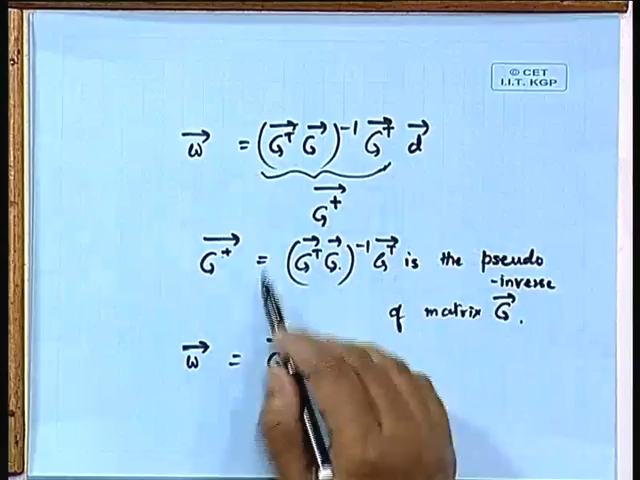 © CET
I.I.T. KGP
w⃗ = (G⃗ᵀ G⃗)⁻¹ G⃗ᵀ d⃗
G⃗⁺
G⃗⁺ = (G⃗ᵀ G⃗)⁻¹ G⃗ᵀ is the pseudo
-inverse
of matrix G⃗.
w⃗ =